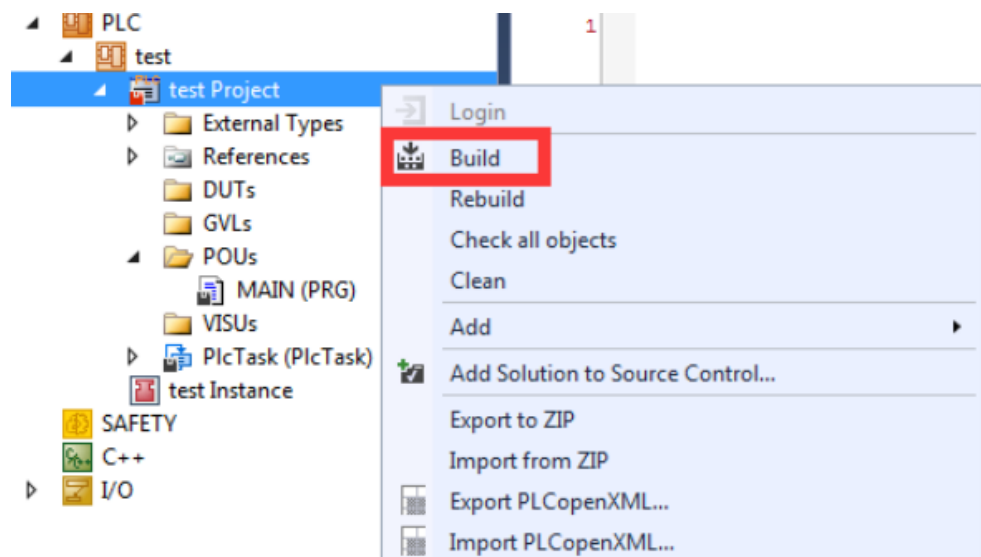 PLC
1
test
test Project
External Types
References
DUTs
GVLs
POUs
MAIN (PRG)
VISUs
PlcTask (PlcTask)
test Instance
SAFETY
C++
I/O
Login
Build
Rebuild
Check all objects
Clean
Add
Add Solution to Source Control...
Export to ZIP
Import from ZIP
Export PLCopenXML...
Import PLCopenXML...